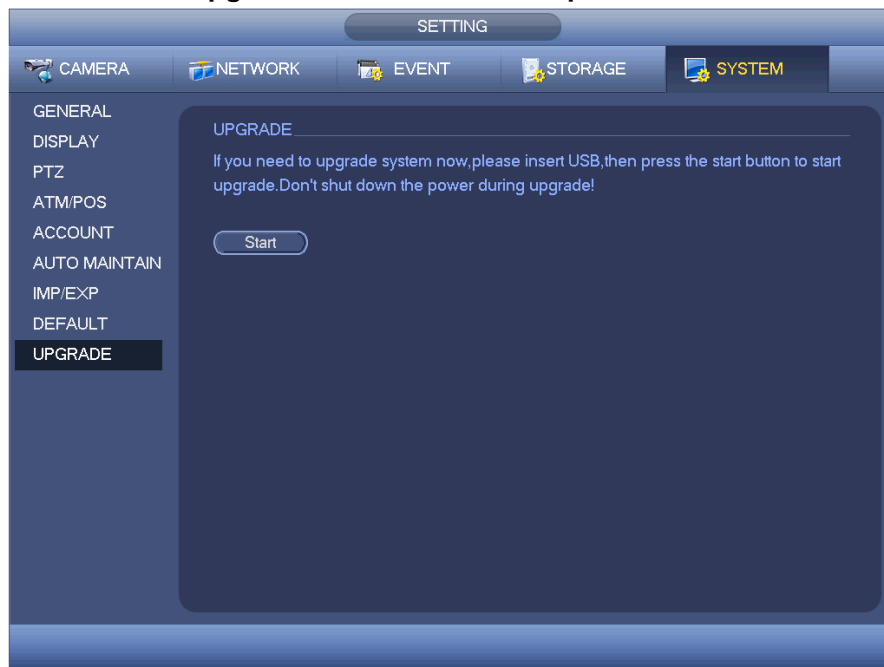 SETTING
CAMERA NETWORK EVENT STORAGE SYSTEM
GENERAL
DISPLAY
PTZ
ATM/POS
ACCOUNT
AUTO MAINTAIN
IMP/EXP
DEFAULT
UPGRADE
UPGRADE
If you need to upgrade system now,please insert USB,then press the start button to start
upgrade.Don't shut down the power during upgrade!
Start